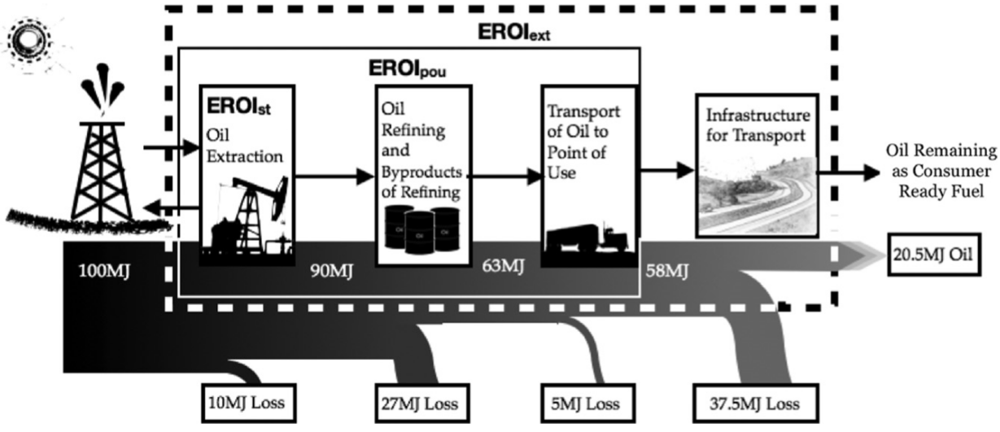 EROIext
EROIpou
EROIst
Oil
Extraction
Oil
Refining
and
Byproducts
of Refining
Transport
of Oil to
Point of
Use
Infrastructure
for Transport
Oil Remaining
as Consumer
Ready Fuel
100MJ
90MJ
63MJ
58MJ
20.5MJ Oil
10MJ Loss
27MJ Loss
5MJ Loss
37.5MJ Loss